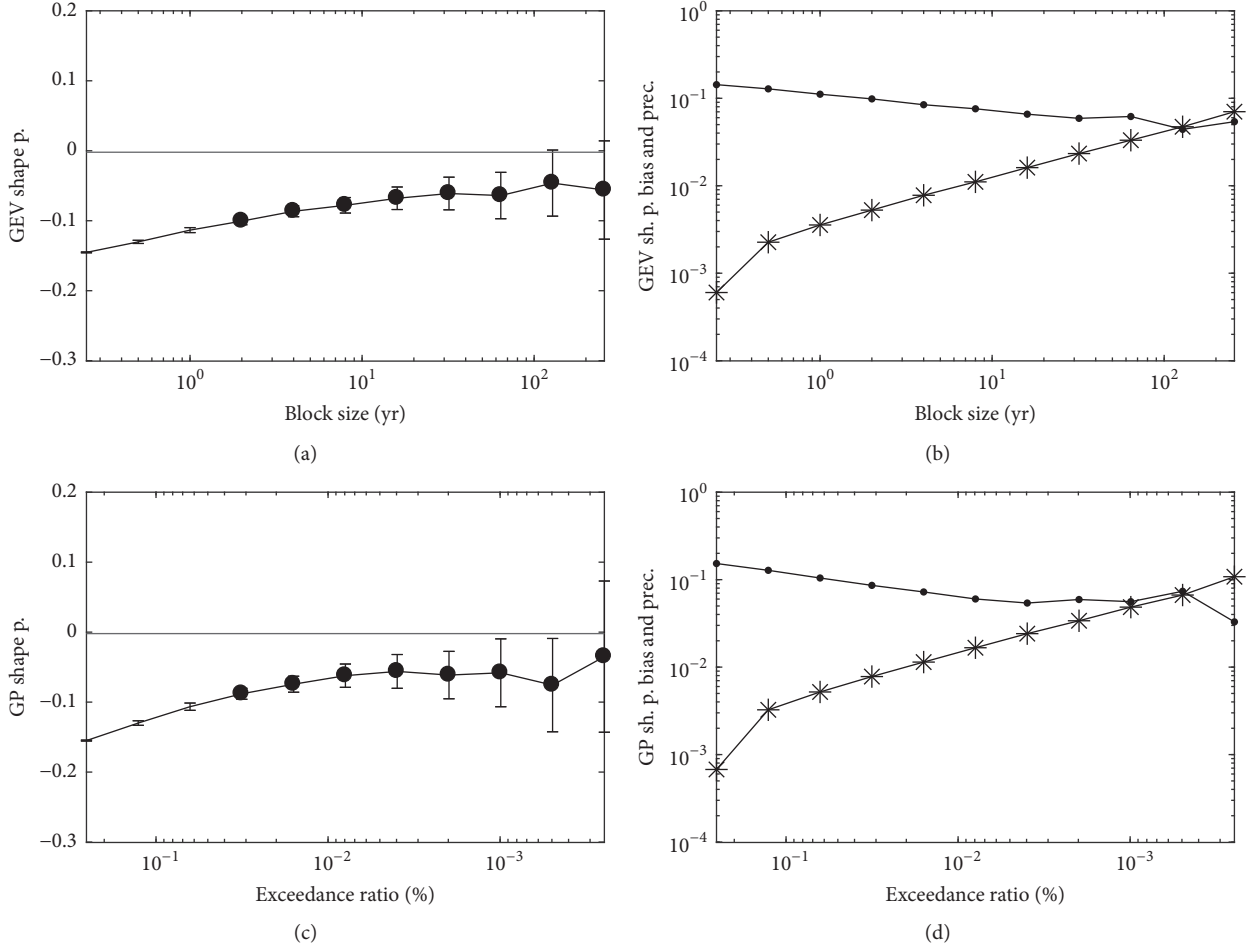 0.2
0.1
0
−0.1
−0.2
−0.3
GEV shape p.
10^0
10^1
10^2
Block size (yr)
(a)
10^0
10^−1
10^−2
10^−3
10^−4
GEV sh. p. bias and prec.
10^0
10^1
10^2
Block size (yr)
(b)
0.2
0.1
0
−0.1
−0.2
−0.3
GP shape p.
10^−1
10^−2
10^−3
Exceedance ratio (%)
(c)
10^0
10^−1
10^−2
10^−3
10^−4
GP sh. p. bias and prec.
10^−1
10^−2
10^−3
Exceedance ratio (%)
(d)